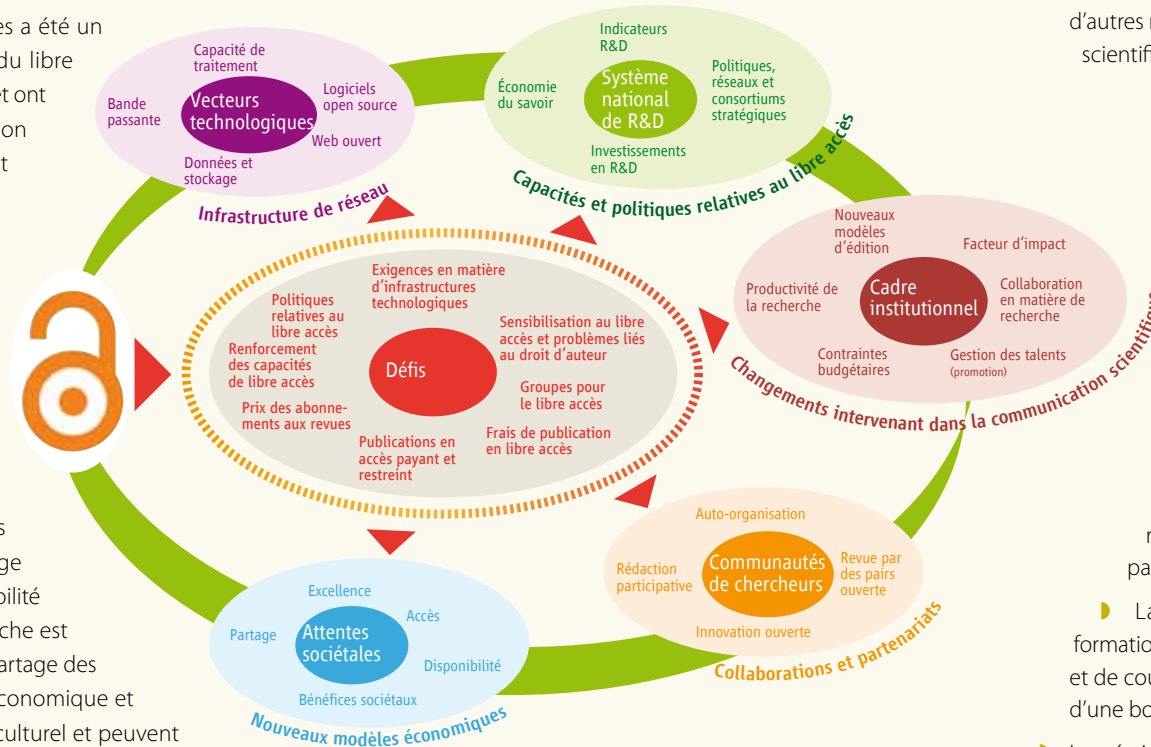 es a été un
du libre
et ont
on
t
Capacité de
traitement
Bande
passante
Vecteurs
technologiques
Logiciels
open source
Web ouvert
Données et
stockage
Infrastructure de réseau
Indicateurs
R&D
Économie
du savoir
Système
national
de R&D
Politiques,
réseaux et
consortiums
stratégiques
Investissements
en R&D
Capacités et politiques relatives au libre accès
d'autres r
scientifi
Nouveaux
modèles
d'édition
Facteur d'impact
Productivité de
la recherche
Cadre
institutionnel
Collaboration
en matière de
recherche
Contraintes
budgétaires
Gestion des talents
(promotion)
Changements intervenant dans la communication scientifique
Exigences en matière
d'infrastructures
technologiques
Politiques
relatives au
libre accès
Sensibilisation au libre
accès et problèmes liés
au droit d'auteur
Renforcement
des capacités
de libre accès
Défis
Groupes pour
le libre accès
Prix des abonne-
ments aux revues
Frais de publication
en libre accès
Publications en
accès payant et
restreint
Auto-organisation
Rédaction
participative
Communautés
de chercheurs
Revue par
des pairs
ouverte
Innovation ouverte
Collaborations et partenariats
Excellence
Partage
Attentes
sociétales
Accès
Disponibilité
Bénéfices sociétaux
Nouveaux modèles économiques
s
ge
bilité
che est
artage des
conomique et
culturel et peuvent
pa
La
formatio
et de cou
d'une bo